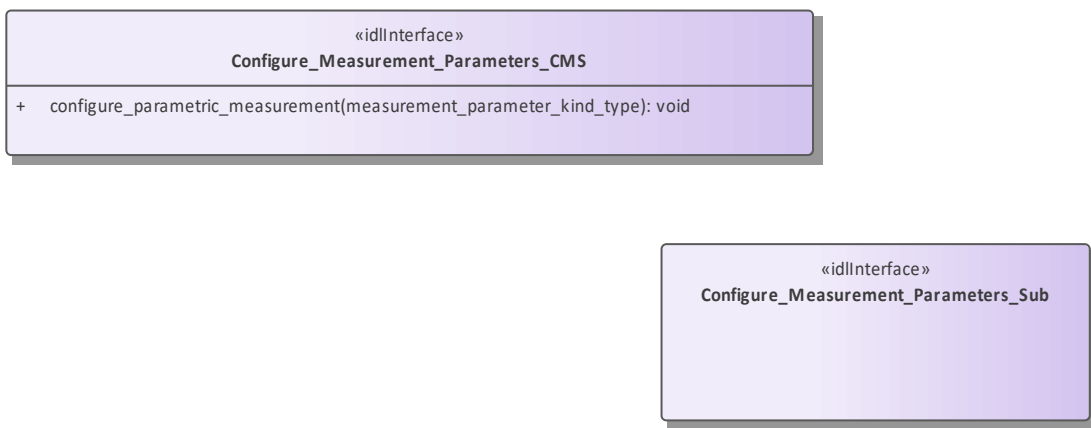 «idlInterface»
Configure_Measurement_Parameters_CMS
+ configure_parametric_measurement(measurement_parameter_kind_type): void
«idlInterface»
Configure_Measurement_Parameters_Sub